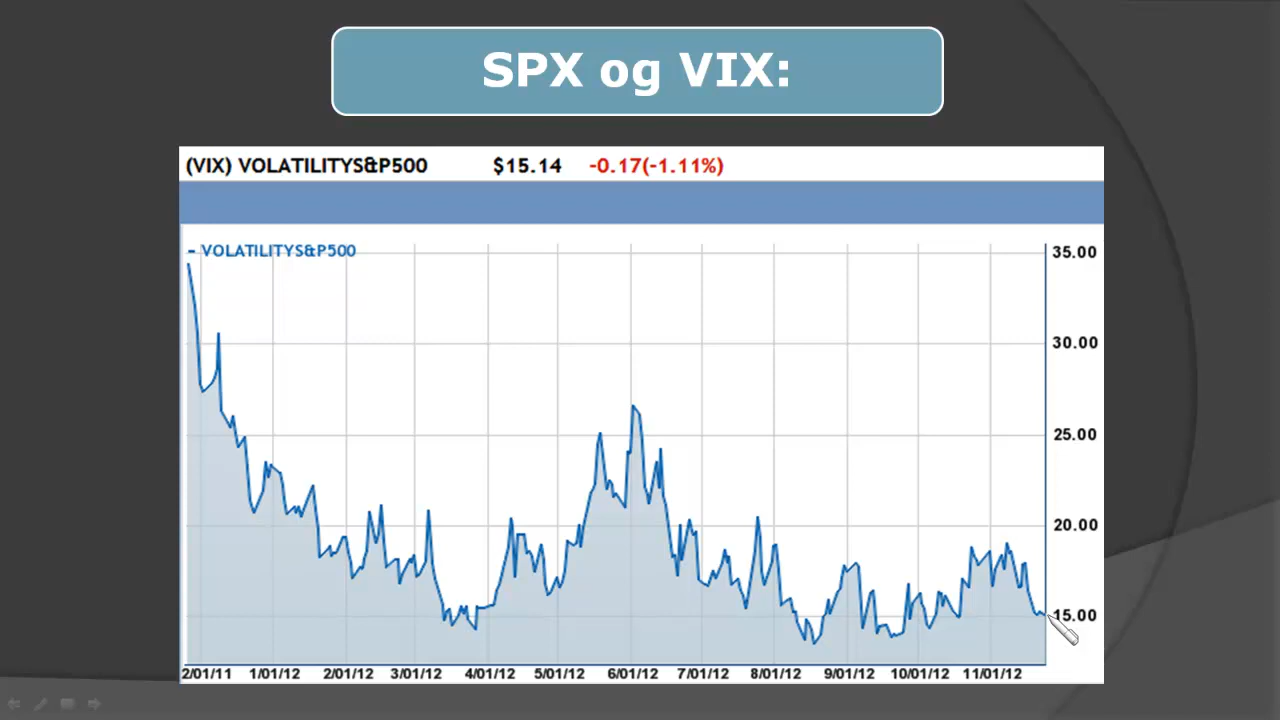 SPX og VIX:
(VIX) VOLATILITYS&P500 $15.14 -0.17(-1.11%)
- VOLATILITYS&P500
35.00
30.00
25.00
20.00
15.00
2/01/11 1/01/12 2/01/12 3/01/12 4/01/12 5/01/12 6/01/12 7/01/12 8/01/12 9/01/12 10/01/12 11/01/12